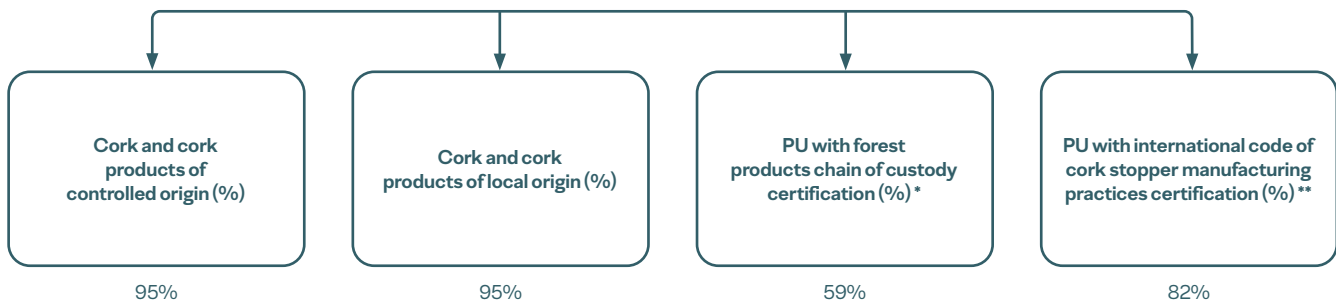 Cork and cork
products of
controlled origin (%)
95%
Cork and cork
products of local origin (%)
95%
PU with forest
products chain of custody
certification (%) *
59%
PU with international code of
cork stopper manufacturing
practices certification (%) **
82%